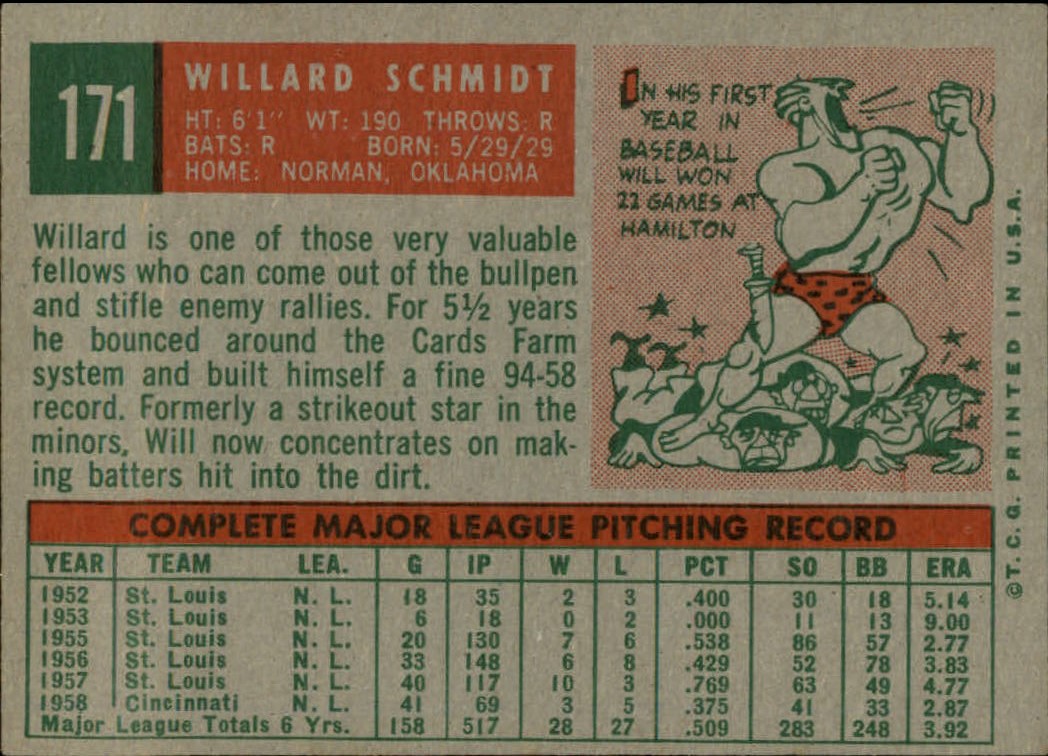 171
WILLARD SCHMIDT
HT: 6'1" WT: 190 THROWS: R
BATS: R BORN: 5/29/29
HOME: NORMAN, OKLAHOMA
IN HIS FIRST
YEAR IN
BASEBALL
WILL WON
22 GAMES AT
HAMILTON
Willard is one of those very valuable
fellows who can come out of the bullpen
and stifle enemy rallies. For 5½ years
he bounced around the Cards Farm
system and built himself a fine 94-58
record. Formerly a strikeout star in the
minors, Will now concentrates on mak-
ing batters hit into the dirt.
COMPLETE MAJOR LEAGUE PITCHING RECORD
YEAR TEAM LEA. G IP W L PCT SO BB ERA
1952 St. Louis N. L. 18 35 2 3 .400 30 18 5.14
1953 St. Louis N. L. 6 18 0 2 .000 11 13 9.00
1955 St. Louis N. L. 20 130 7 6 .538 86 57 2.77
1956 St. Louis N. L. 33 148 6 8 .429 52 78 3.83
1957 St. Louis N. L. 40 117 10 3 .769 63 49 4.77
1958 Cincinnati N. L. 41 69 3 5 .375 41 33 2.87
Major League Totals 6 Yrs. 158 517 28 27 .509 283 248 3.92
©T. C. G. PRINTED IN U.S.A.